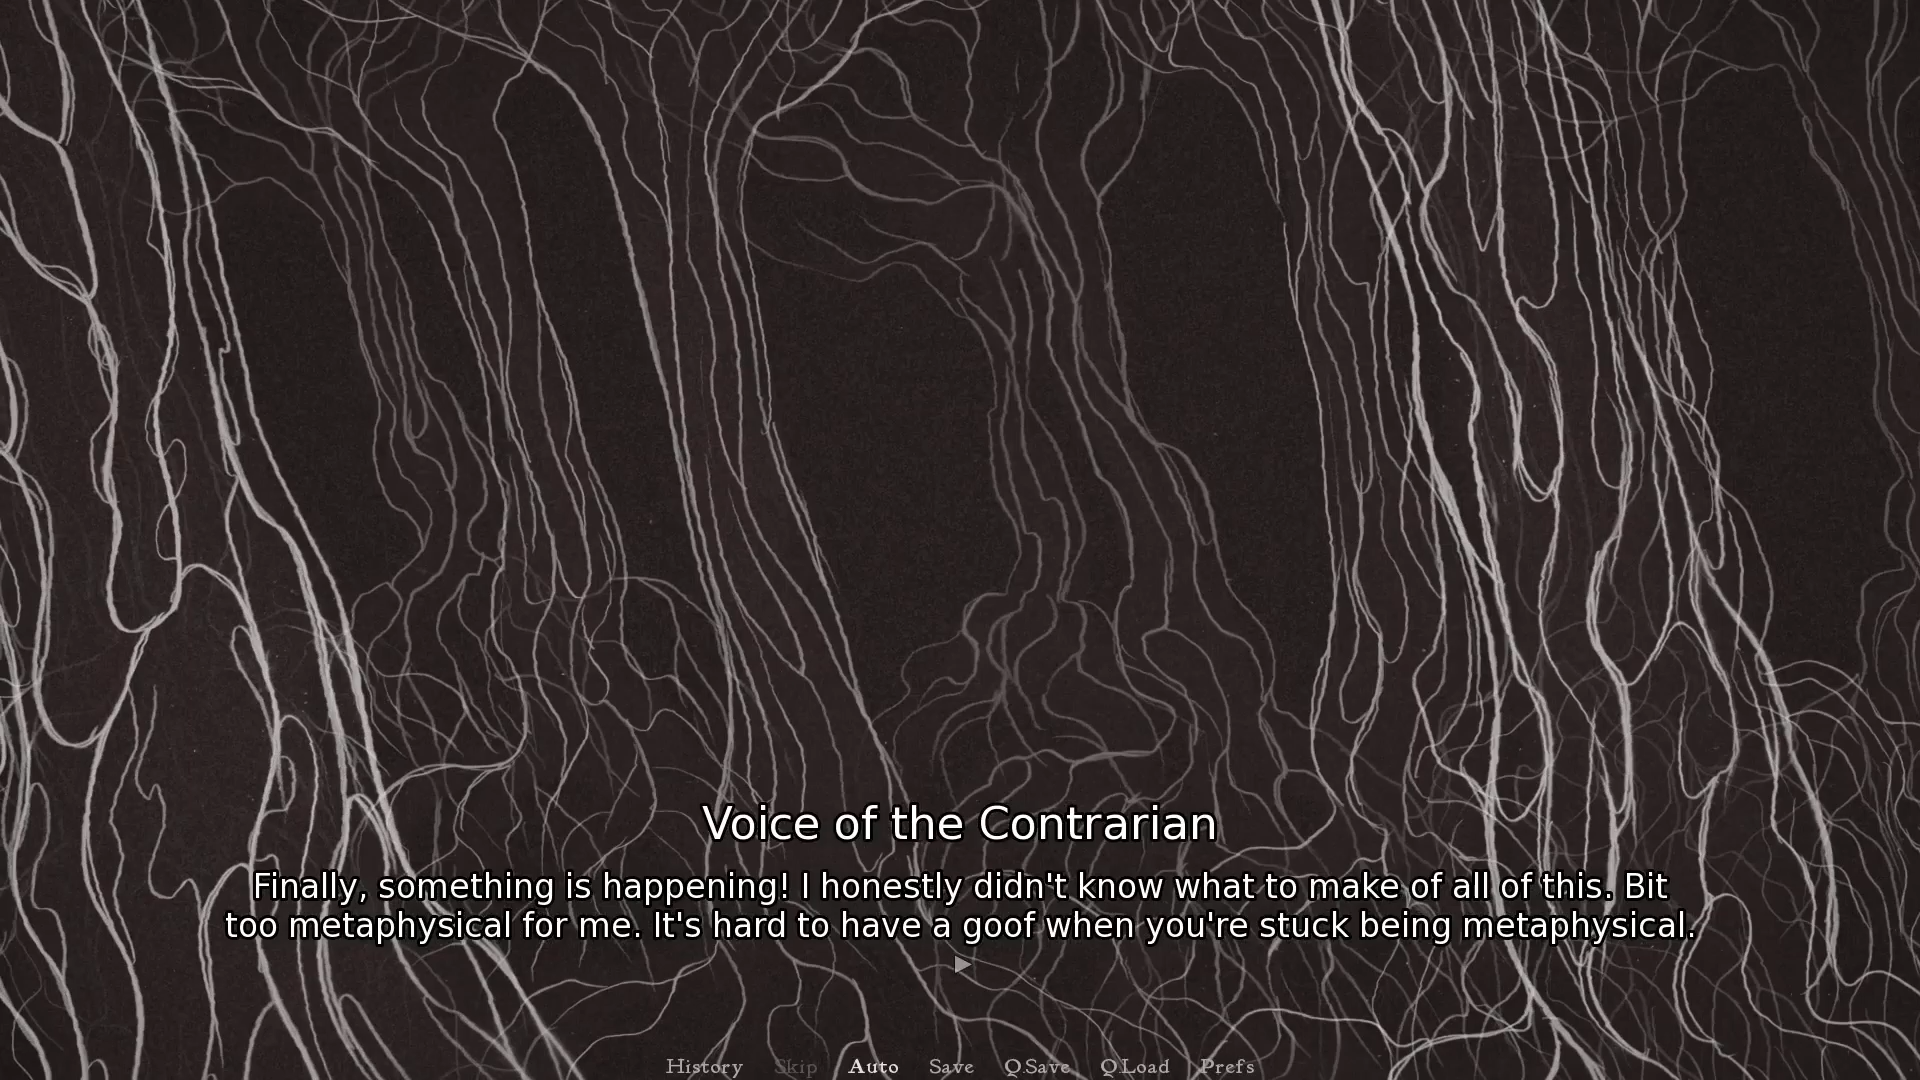 Voice of the Contrarian
Finally, something is happening! I honestly didn't know what to make of all of this. Bit
too metaphysical for me. It's hard to have a goof when you're stuck being metaphysical.
History Skip Auto Save Q.Save Q.Load Prefs